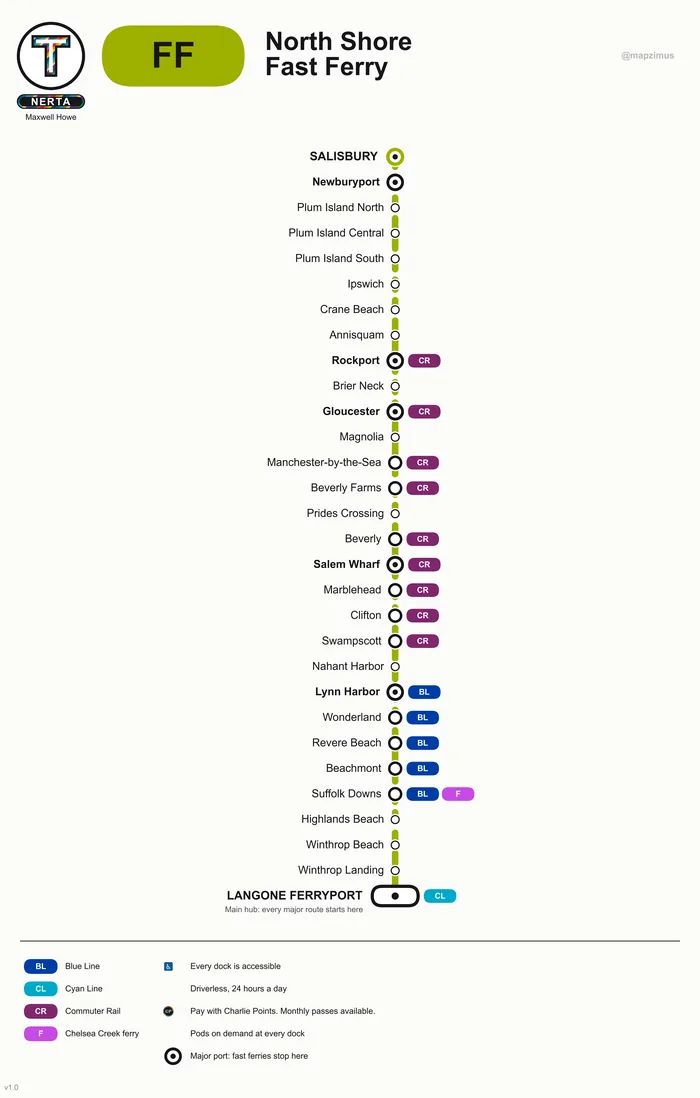 T
NERTA
Maxwell Howe
FF
North Shore
Fast Ferry
@mapzimus
SALISBURY
Newburyport
Plum Island North
Plum Island Central
Plum Island South
Ipswich
Crane Beach
Annisquam
Rockport CR
Brier Neck
Gloucester CR
Magnolia
Manchester-by-the-Sea CR
Beverly Farms CR
Prides Crossing
Beverly CR
Salem Wharf CR
Marblehead CR
Clifton CR
Swampscott CR
Nahant Harbor
Lynn Harbor BL
Wonderland BL
Revere Beach BL
Beachmont BL
Suffolk Downs BL F
Highlands Beach
Winthrop Beach
Winthrop Landing
LANGONE FERRYPORT CL
Main hub: every major route starts here
BL Blue Line
CL Cyan Line
CR Commuter Rail
F Chelsea Creek ferry
Every dock is accessible
Driverless, 24 hours a day
CP Pay with Charlie Points. Monthly passes available.
Pods on demand at every dock
Major port: fast ferries stop here
v1.0